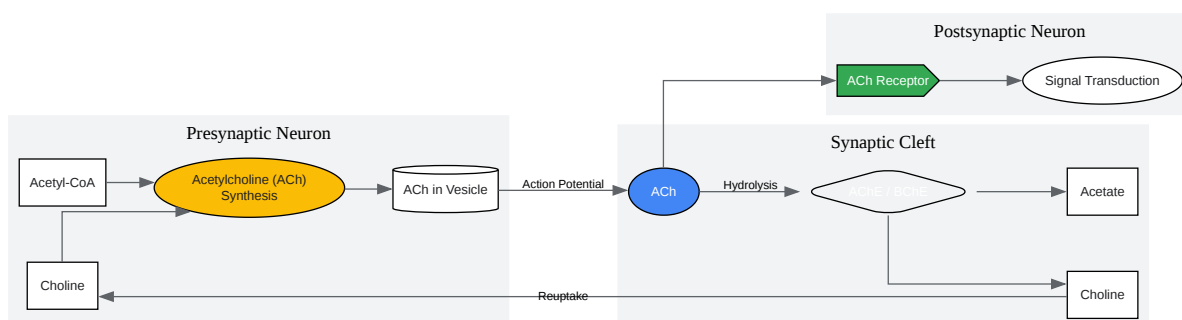 Postsynaptic Neuron
ACh Receptor
Signal Transduction
Presynaptic Neuron
Synaptic Cleft
Acetyl-CoA
Acetylcholine (ACh)
Synthesis
ACh in Vesicle
Action Potential
ACh
Hydrolysis
AChE / BChE
Acetate
Choline
Reuptake
Choline